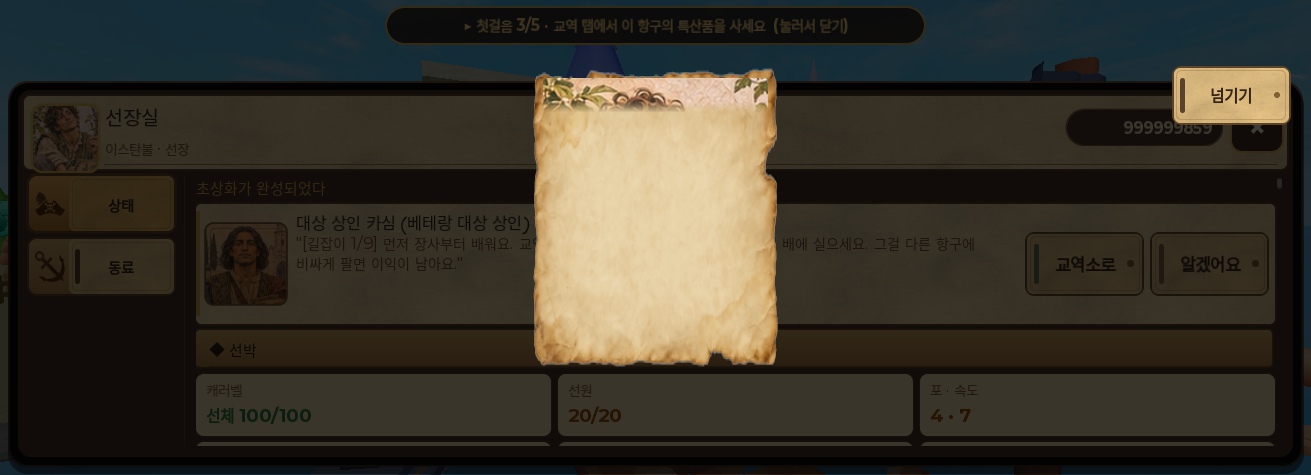 ▸ 첫걸음 3/5 · 교역 탭에서 이 항구의 특산품을 사세요 (눌러서 닫기)
넘기기
선장실
이스탄불 · 선장
999999859
상태
동료
초상화가 완성되었다
대상 상인 카심 (베테랑 대상 상인)
"[길잡이 1/9] 먼저 장사부터 배워요. 배에 실으세요. 그걸 다른 항구에
비싸게 팔면 이익이 남아요."
교역소로
알겠어요
◆ 선박
캐러벨
선체 100/100
선원
20/20
포 · 속도
4 · 7